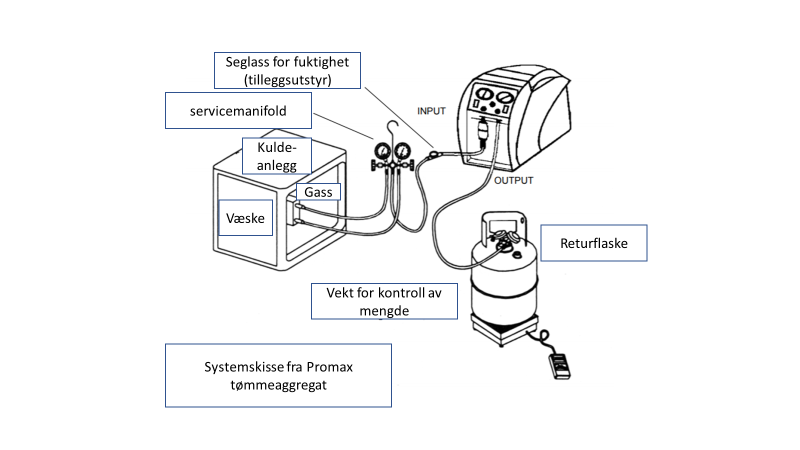 Seglass for fuktighet
(tilleggsutstyr)
servicemanifold
INPUT
Kulde-
anlegg
Gass
OUTPUT
Væske
Returflaske
Vekt for kontroll av
mengde
Systemskisse fra Promax
tømmeaggregat